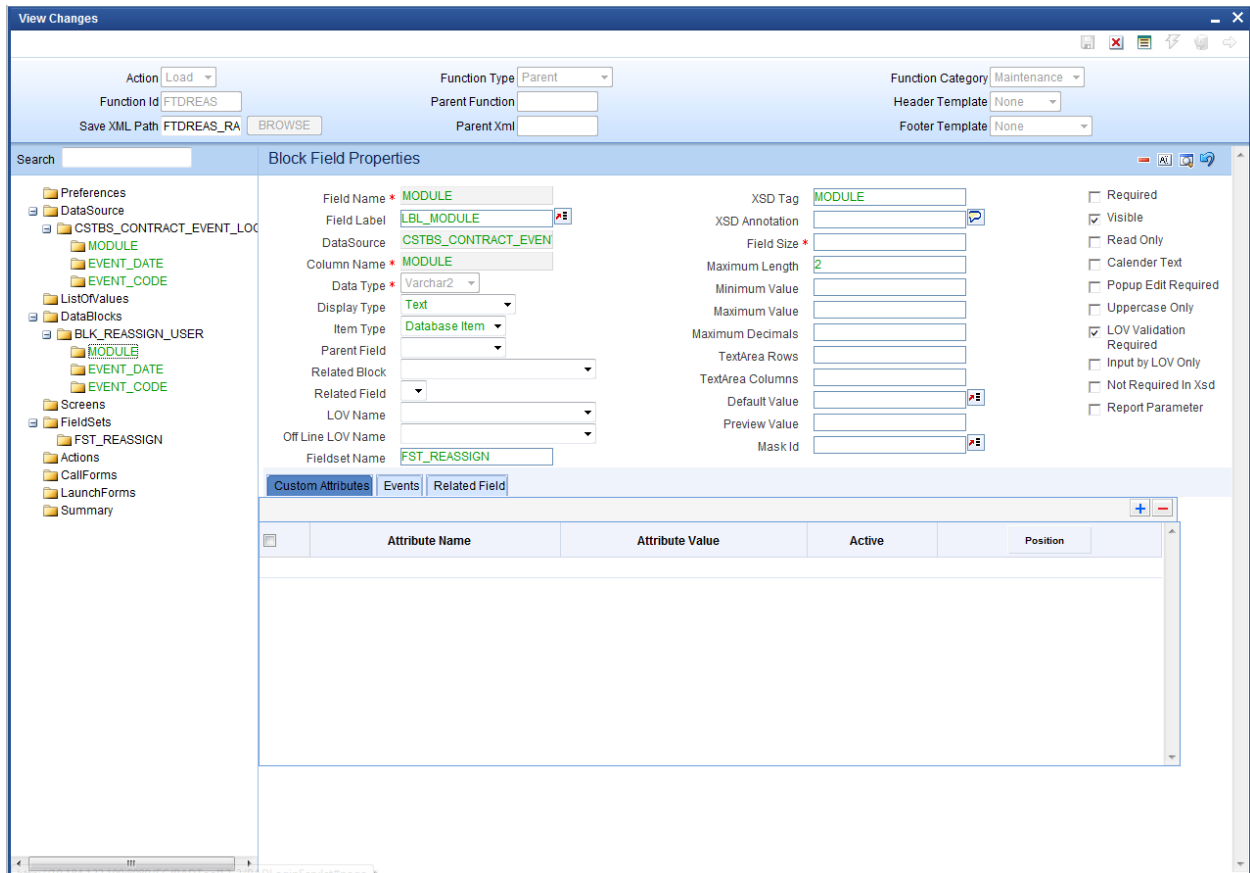 View Changes
Action Load Function Type Parent Function Category Maintenance
Function Id FTDREAS Parent Function Header Template None
Save XML Path FTDREAS_RA BROWSE Parent Xml Footer Template None
Search
Preferences
DataSource
CSTBS_CONTRACT_EVENT_LOG
MODULE
EVENT_DATE
EVENT_CODE
ListOfValues
DataBlocks
BLK_REASSIGN_USER
MODULE
EVENT_DATE
EVENT_CODE
Screens
FieldSets
FST_REASSIGN
Actions
CallForms
LaunchForms
Summary
Block Field Properties
Field Name * MODULE
Field Label LBL_MODULE
DataSource CSTBS_CONTRACT_EVEN
Column Name * MODULE
Data Type * Varchar2
Display Type Text
Item Type Database Item
Parent Field
Related Block
Related Field
LOV Name
Off Line LOV Name
Fieldset Name FST_REASSIGN
XSD Tag MODULE
XSD Annotation
Field Size *
Maximum Length 2
Minimum Value
Maximum Value
Maximum Decimals
TextArea Rows
TextArea Columns
Default Value
Preview Value
Mask Id
Required
Visible
Read Only
Calender Text
Popup Edit Required
Uppercase Only
LOV Validation
Required
Input by LOV Only
Not Required In Xsd
Report Parameter
Custom Attributes Events Related Field
Attribute Name Attribute Value Active Position